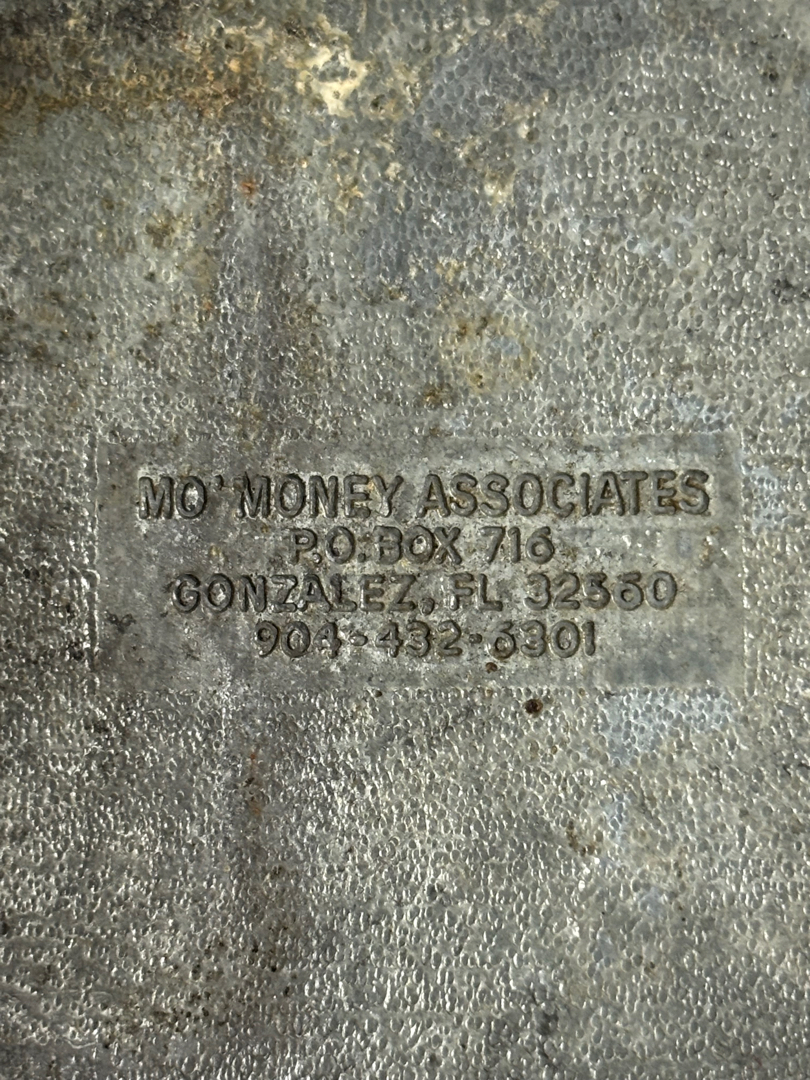 MO' MONEY ASSOCIATES
P.O. BOX 716
GONZALEZ, FL 32560
904-432-6301